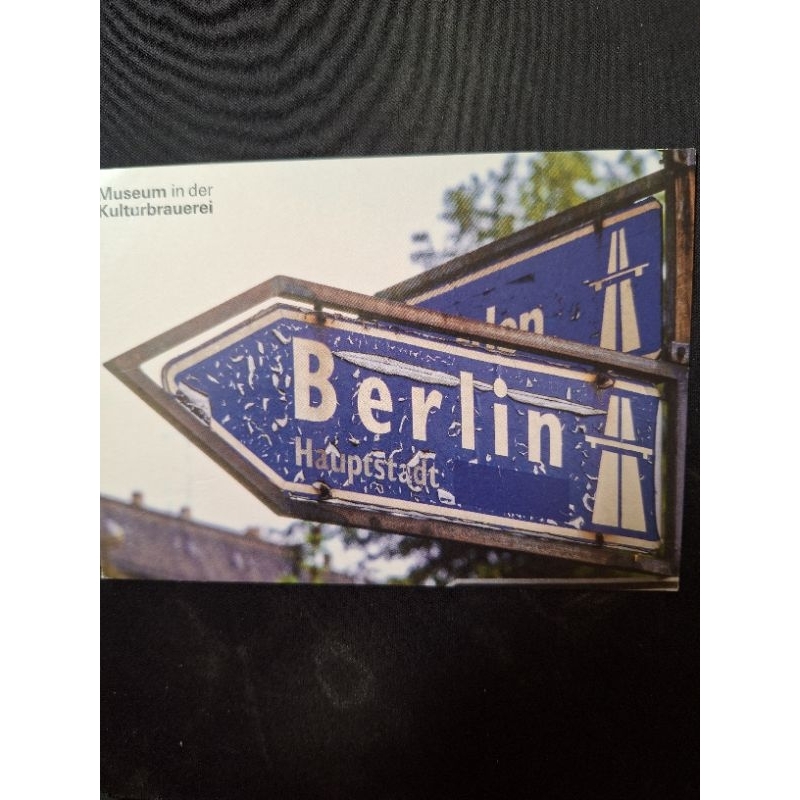 Museum in der
Kulturbrauerei
Berlin
Hauptstadt